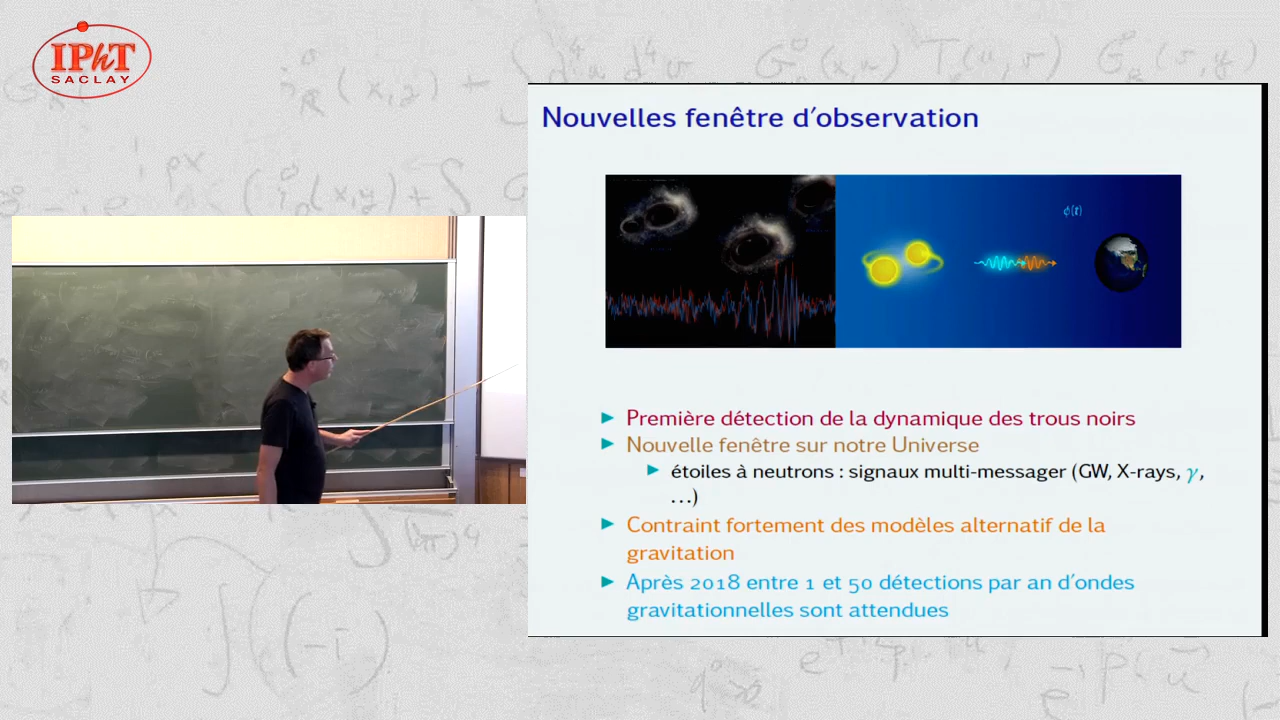 IPhT
SACLAY
Nouvelles fenêtre d'observation
ϕ(t)
Première détection de la dynamique des trous noirs
Nouvelle fenêtre sur notre Universe
étoiles à neutrons : signaux multi-messager (GW, X-rays, γ,
...)
Contraint fortement des modèles alternatif de la
gravitation
Après 2018 entre 1 et 50 détections par an d'ondes
gravitationnelles sont attendues